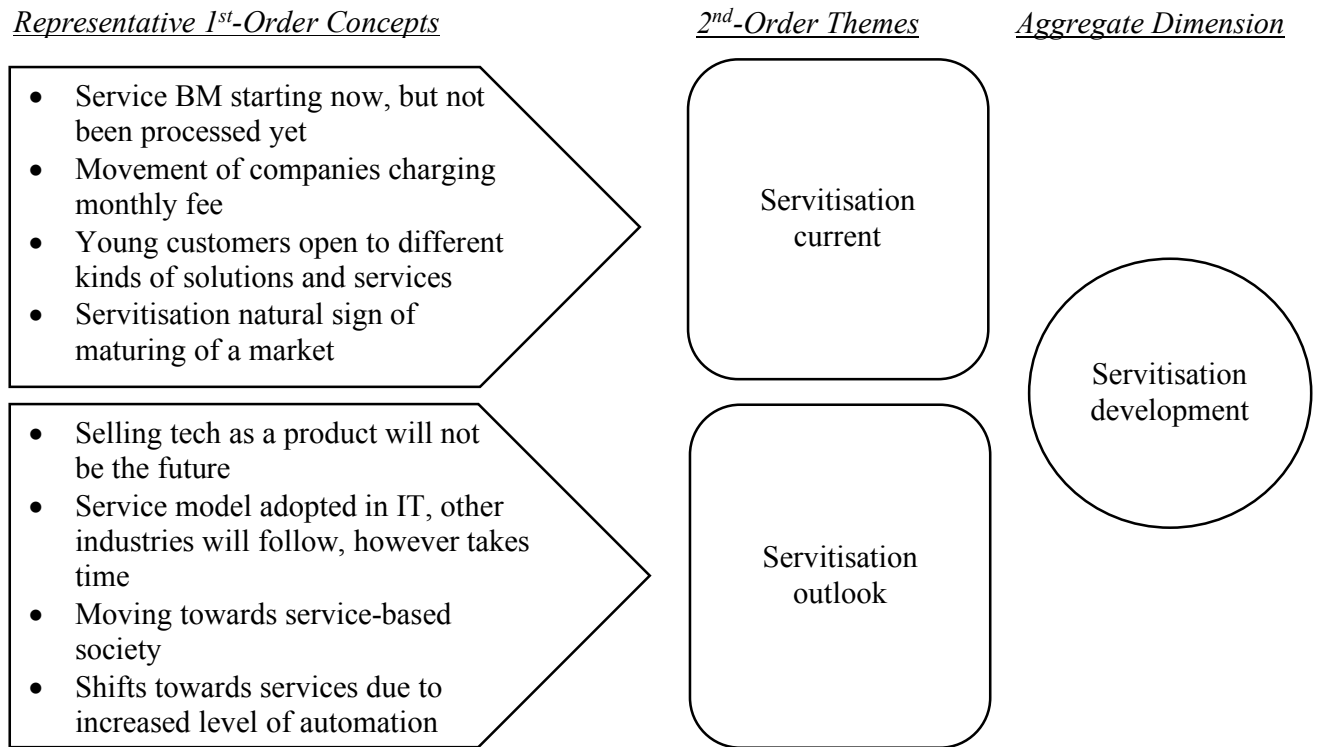 Representative 1st-Order Concepts
2nd-Order Themes
Aggregate Dimension
• Service BM starting now, but not
been processed yet
• Movement of companies charging
monthly fee
• Young customers open to different
kinds of solutions and services
• Servitisation natural sign of
maturing of a market
Servitisation
current
• Selling tech as a product will not
be the future
• Service model adopted in IT, other
industries will follow, however takes
time
• Moving towards service-based
society
• Shifts towards services due to
increased level of automation
Servitisation
outlook
Servitisation
development